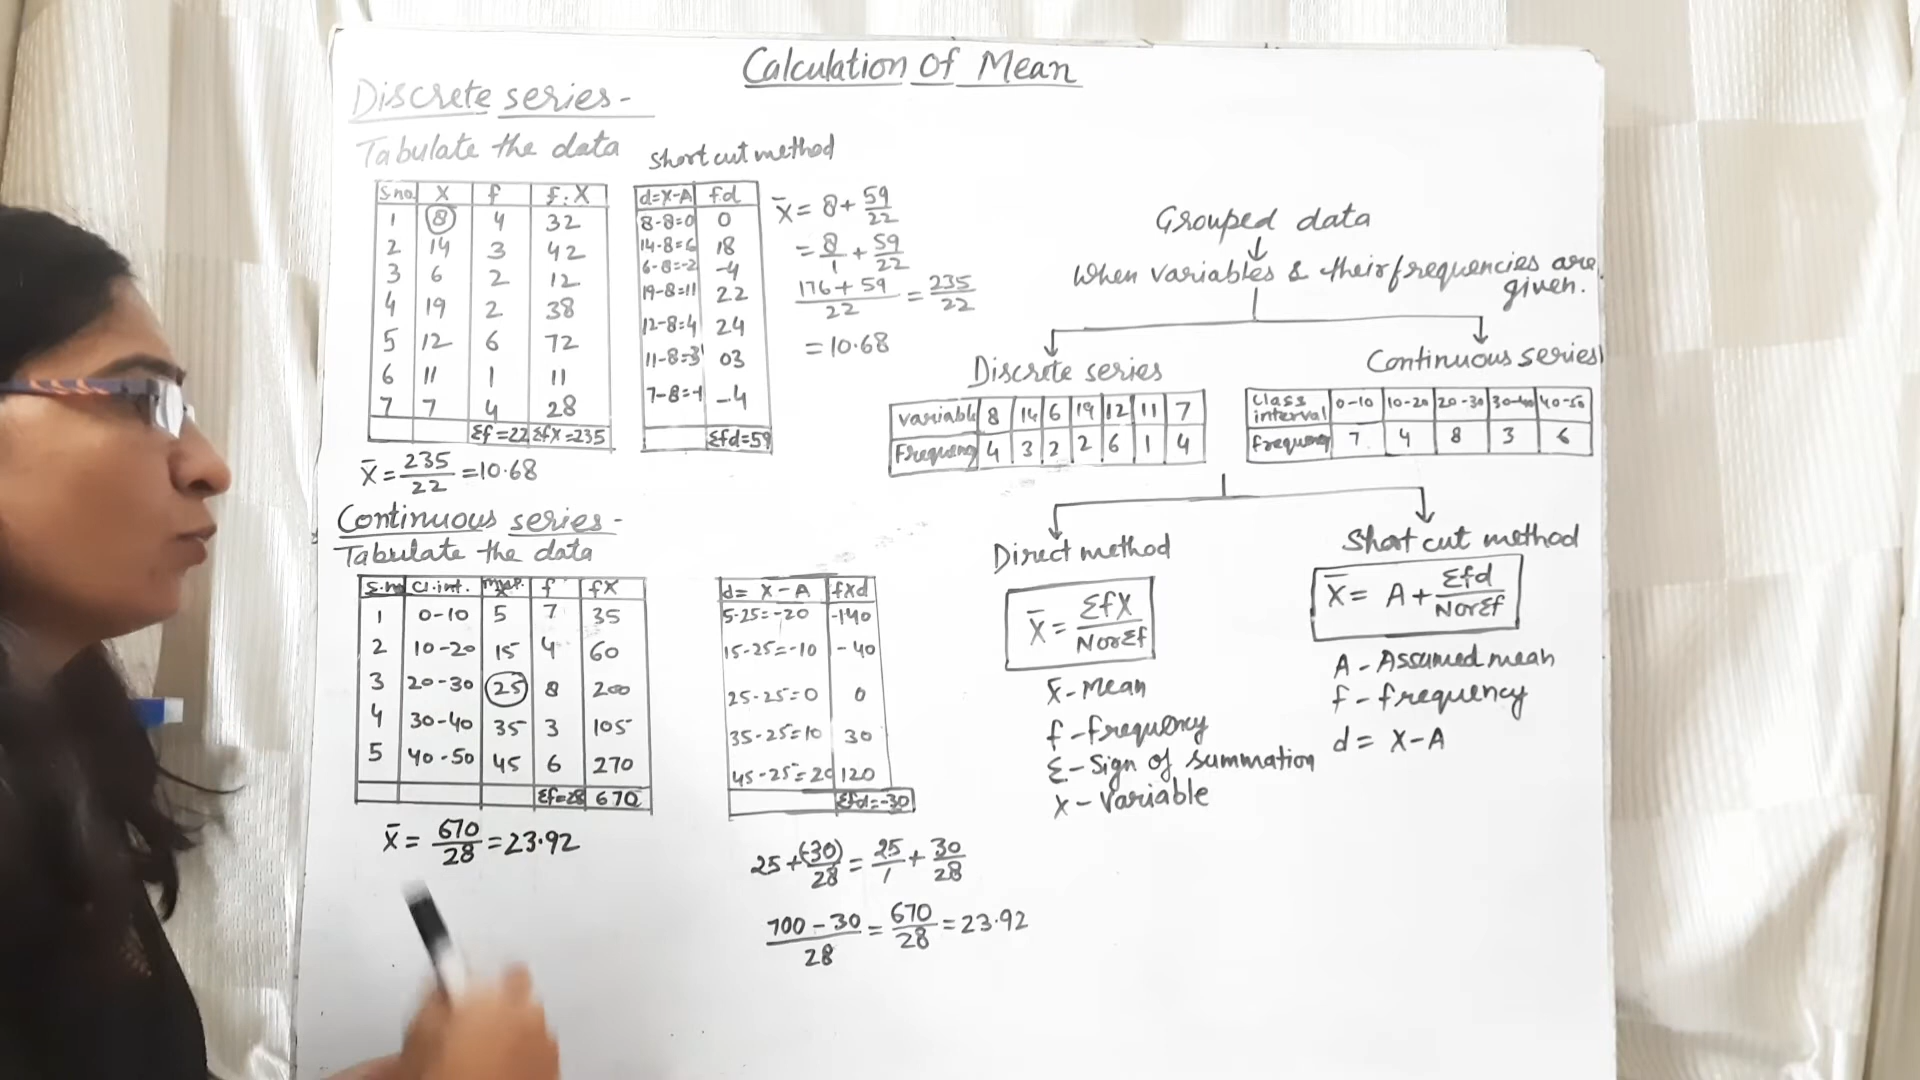 Calculation Of Mean
Discrete series-
Tabulate the data
S.no X f f.X
1 8 4 32
2 14 3 42
3 6 2 12
4 19 2 38
5 12 6 72
6 11 1 11
7 7 4 28
Σf=22 ΣfX=235
X̄ = 235/22 = 10.68
Short cut method
d=X-A fd
8-8=0 0
14-8=6 18
6-8=-2 -4
19-8=11 22
12-8=4 24
11-8=3 03
7-8=-1 -4
Σfd=59
X̄ = 8 + 59/22
= 8/1 + 59/22
176+59/22 = 235/22
= 10.68
Continuous series-
Tabulate the data
S.no Cl.int. X f fX
1 0-10 5 7 35
2 10-20 15 4 60
3 20-30 25 8 200
4 30-40 35 3 105
5 40-50 45 6 270
Σf=28 670
X̄ = 670/28 = 23.92
d= X-A fxd
5-25=-20 -140
15-25=-10 -40
25-25=0 0
35-25=10 30
45-25=20 120
Σfd=-30
25+(-30)/28 = 25/1 + 30/28
700-30/28 = 670/28 = 23.92
Grouped data
↓
When variables & their frequencies are
given.
Discrete series
Variable 8 14 6 19 12 11 7
Frequency 4 3 2 2 6 1 4
Continuous series
Class interval 0-10 10-20 20-30 30-40 40-50
Frequency 7 4 8 3 6
Direct method
X̄ = ΣfX/N or Σf
X̄ - Mean
f - frequency
Σ - Sign of summation
X - Variable
Short cut method
X̄ = A + Σfd/N or Σf
A - Assumed mean
f - frequency
d = X-A